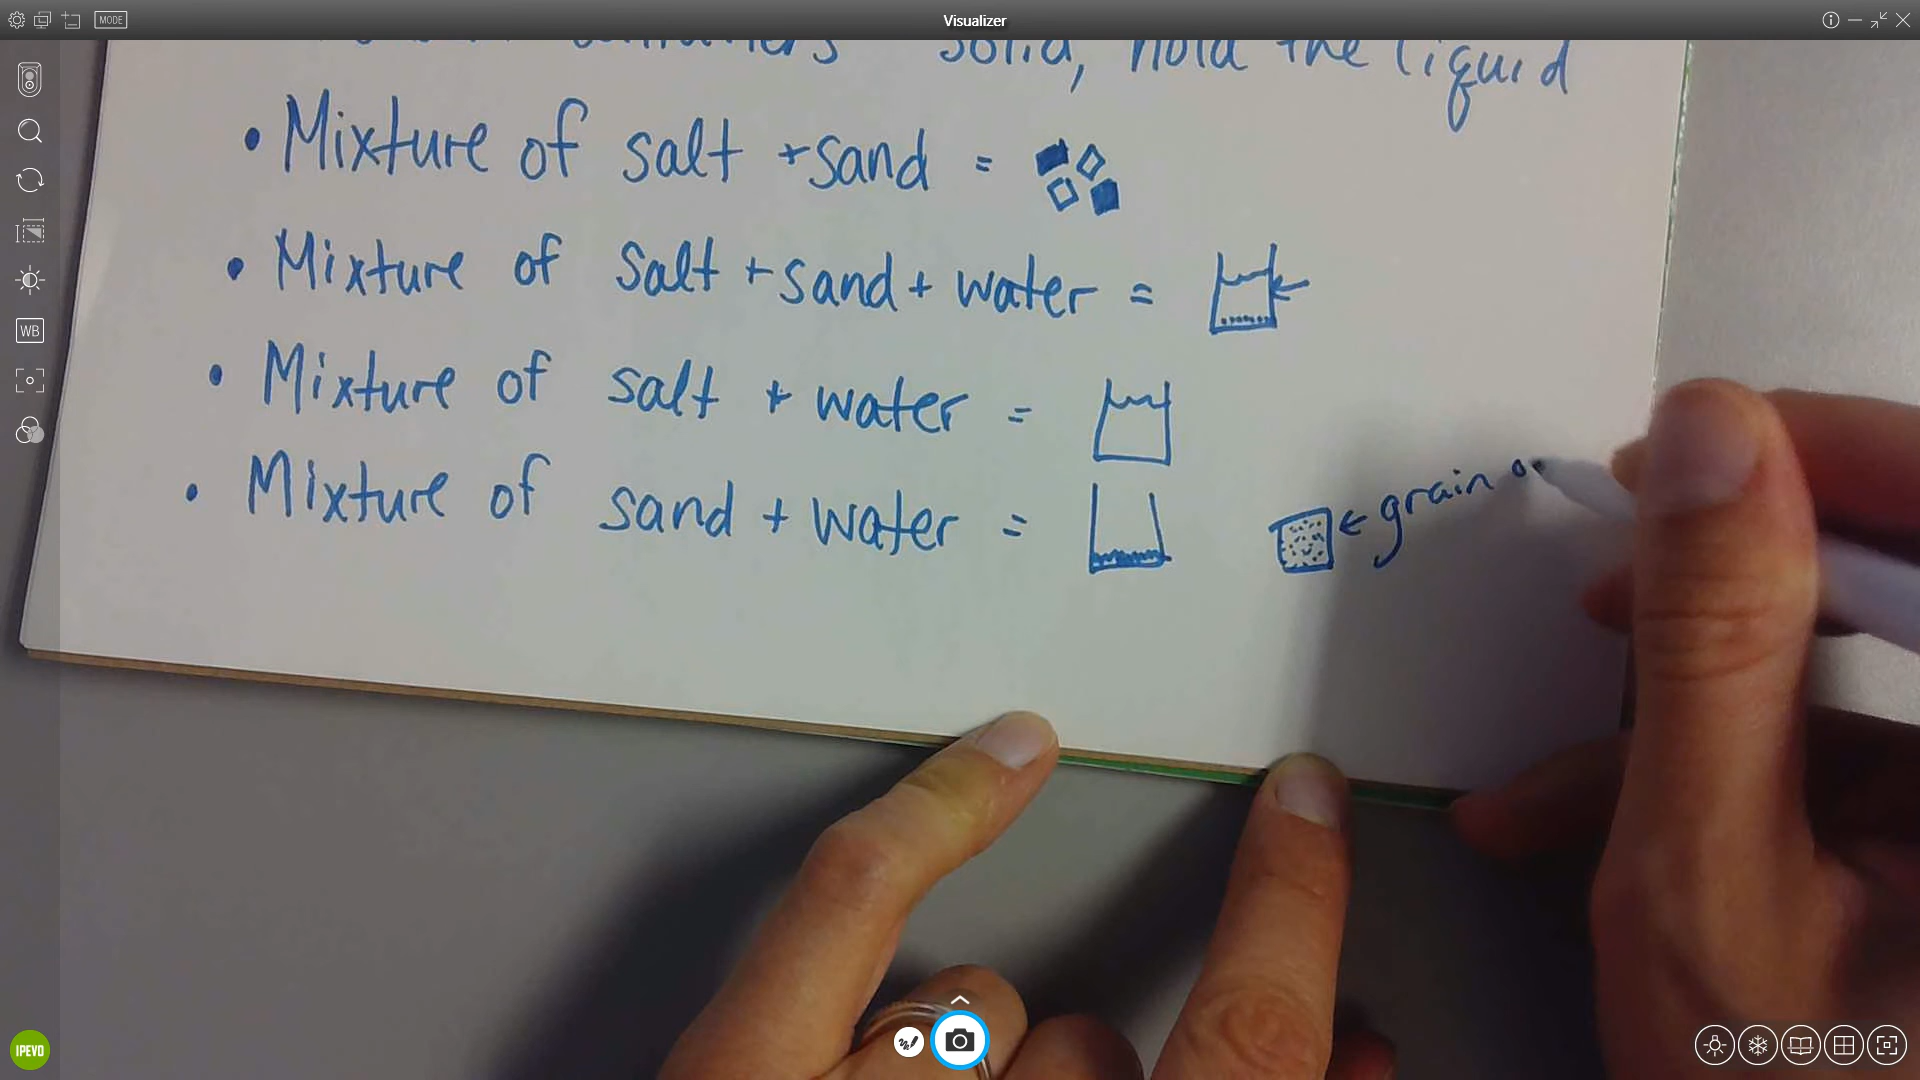 MODE
Visualizer
containers solid, hold the liquid
• Mixture of salt + sand =
• Mixture of salt + sand + water =
WB
• Mixture of salt + water =
• Mixture of sand + water =
← grain o
IPEVO